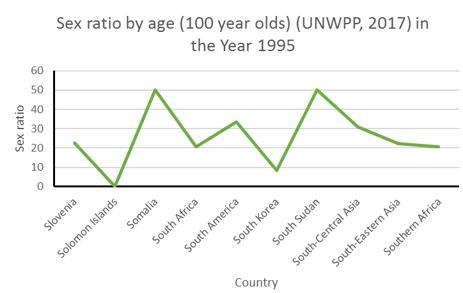 Sex ratio by age (100 year olds) (UNWPP, 2017) in
the Year 1995
60
50
40
30
20
10
0
Sex ratio
Slovenia
Solomon Islands
Somalia
South Africa
South America
South Korea
South Sudan
South-Central Asia
South-Eastern Asia
Southern Africa
Country